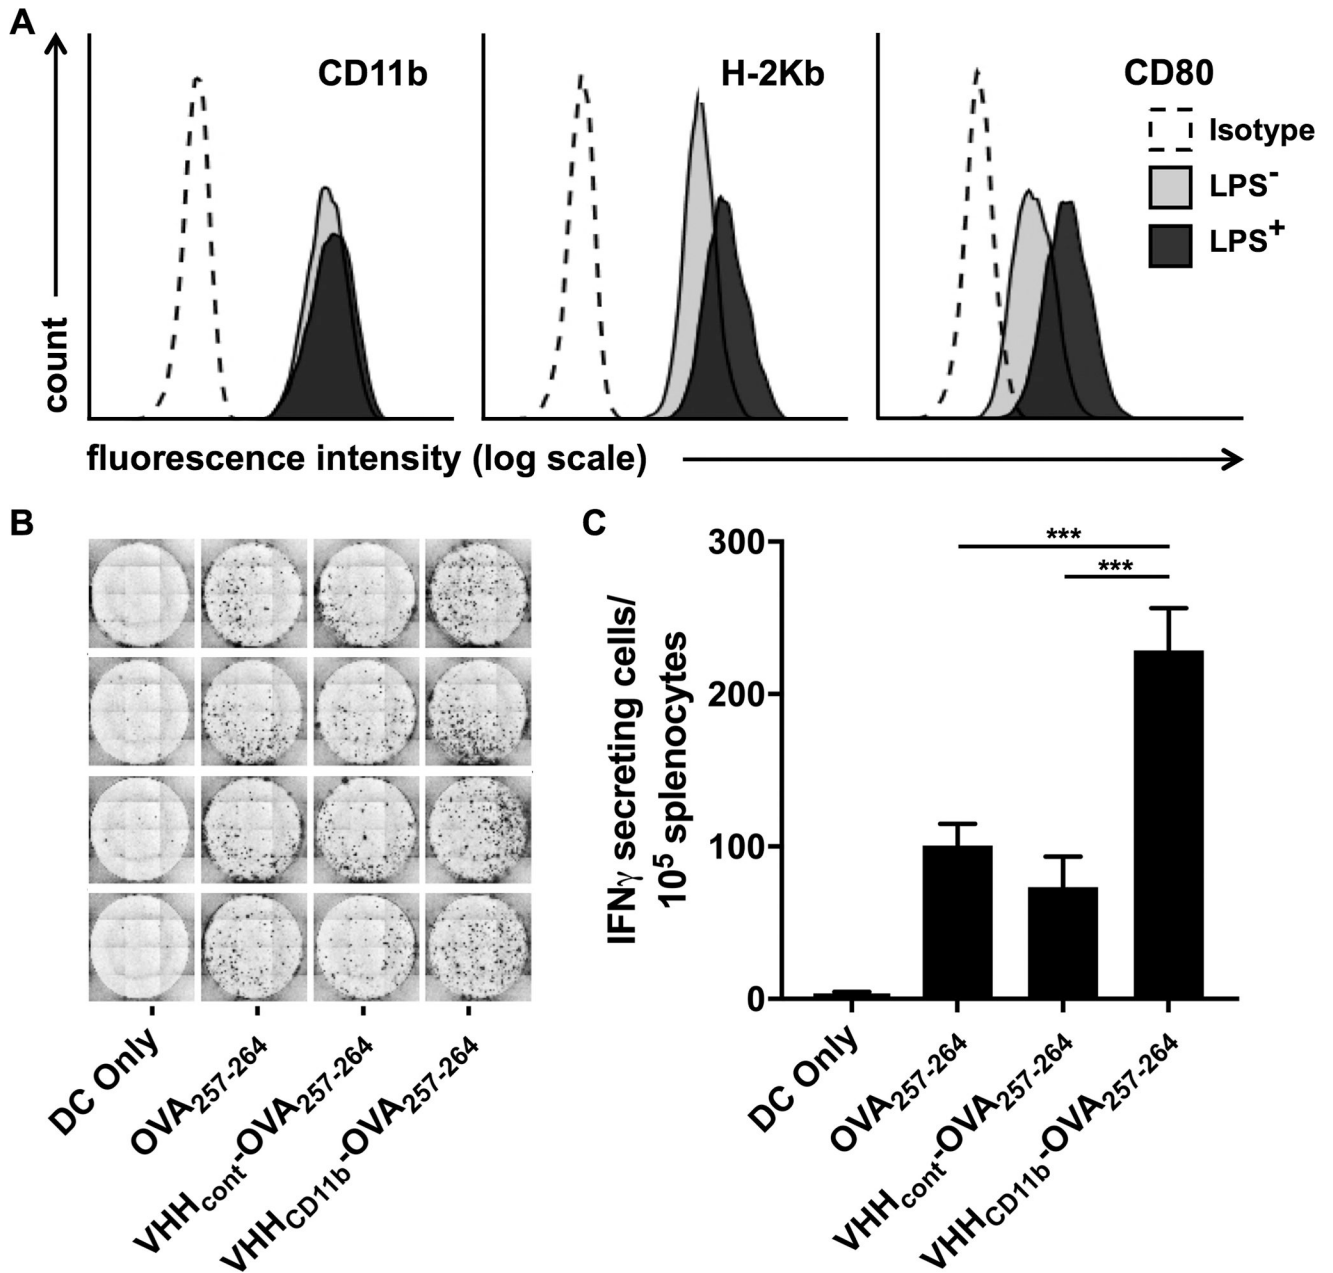 A
CD11b
H-2Kb
CD80
Isotype
LPS-
LPS+
count
fluorescence intensity (log scale)
B
DC Only
OVA257-264
VHHcont-OVA257-264
VHHCD11b-OVA257-264
C
IFNγ secreting cells/
10^5 splenocytes
300
200
100
0
***
***
DC Only
OVA257-264
VHHcont-OVA257-264
VHHCD11b-OVA257-264